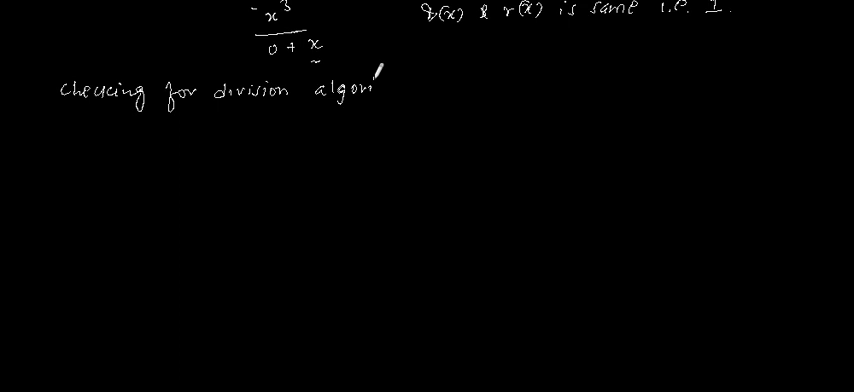 - x³
q(x) & r(x) is same i.e. 1.
0 + x
checking for division algori